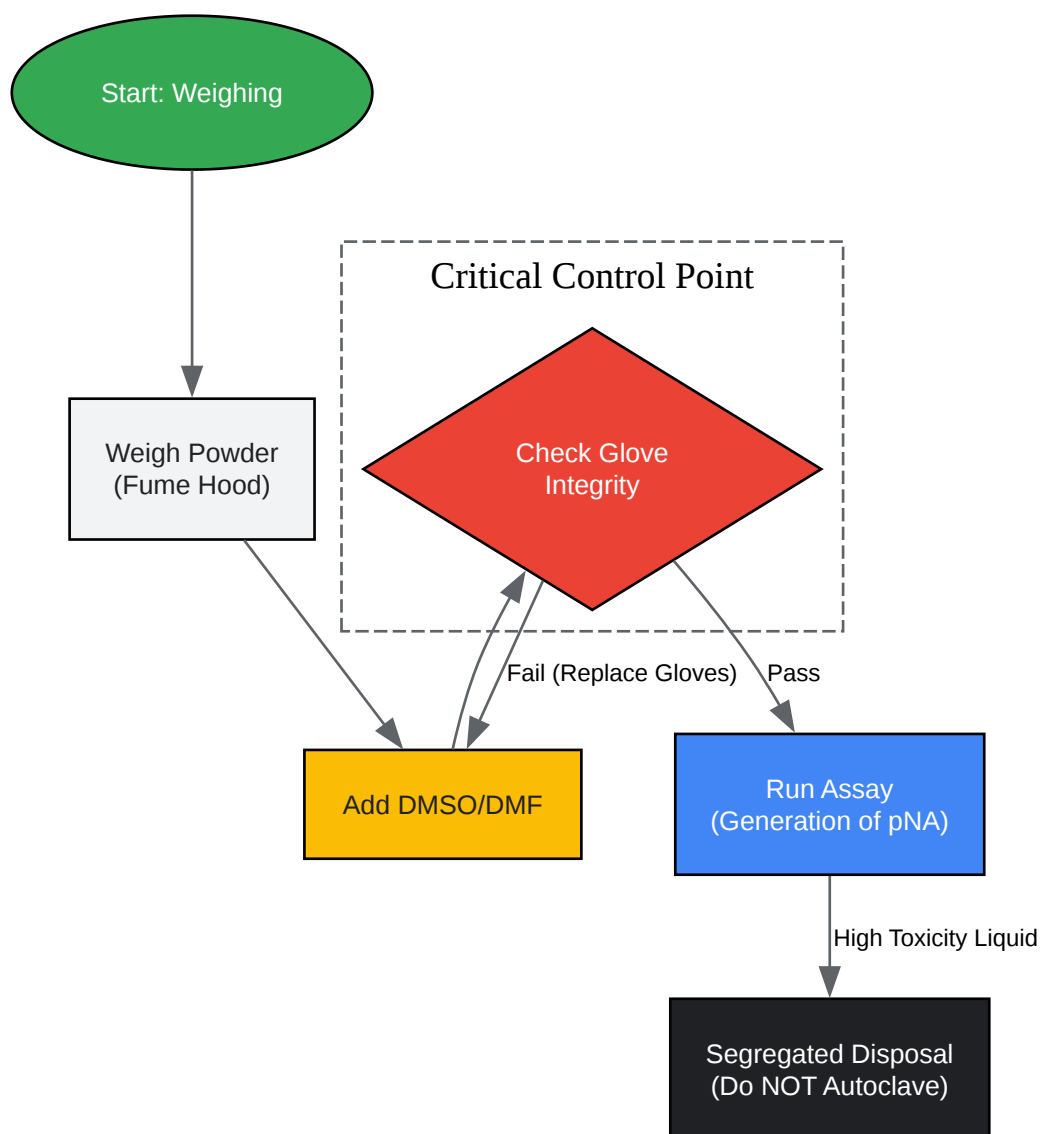 Start: Weighing
Critical Control Point
Weigh Powder
(Fume Hood)
Check Glove
Integrity
Fail (Replace Gloves)
Pass
Add DMSO/DMF
Run Assay
(Generation of pNA)
High Toxicity Liquid
Segregated Disposal
(Do NOT Autoclave)